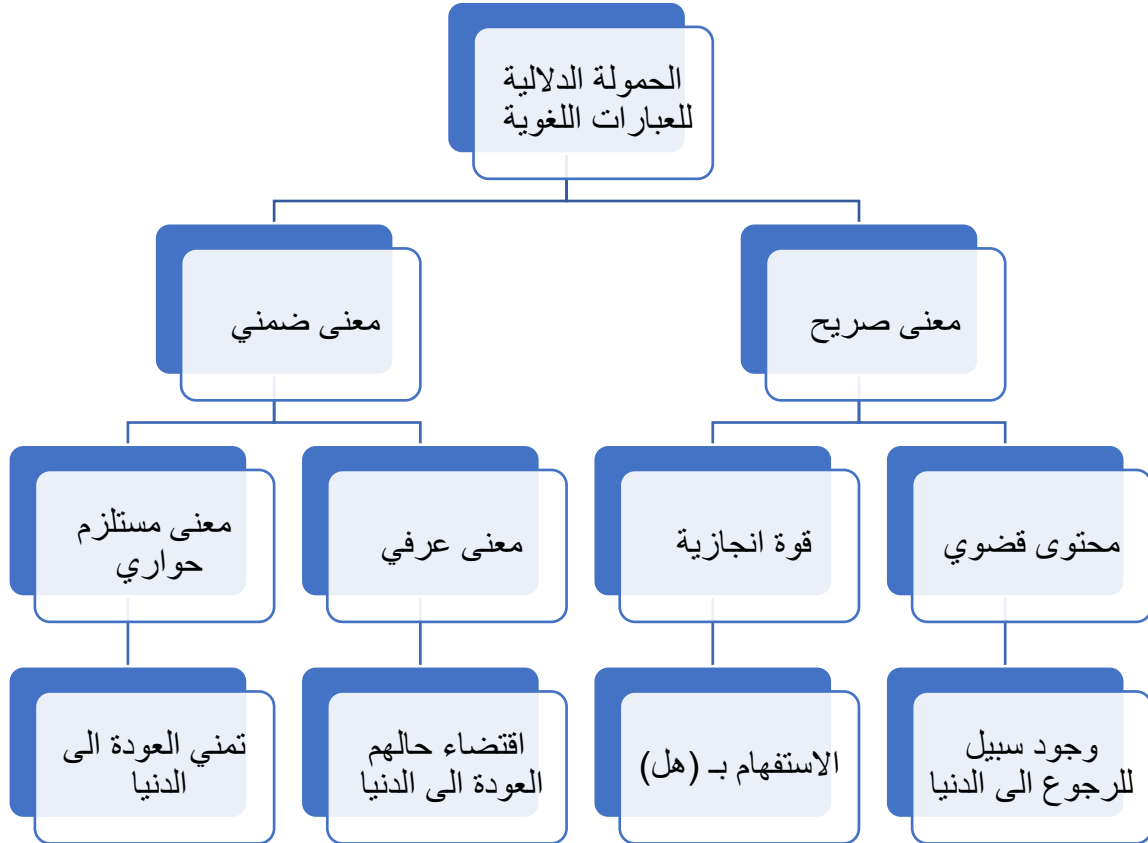 الحمولة الدلالية
للعبارات اللغوية
معنى صريح
معنى ضمني
محتوى قضوي
قوة انجازية
معنى عرفي
معنى مستلزم
حواري
وجود سبيل
للرجوع الى الدنيا
الاستفهام بـ (هل)
اقتضاء حالهم
العودة الى الدنيا
تمني العودة الى
الدنيا